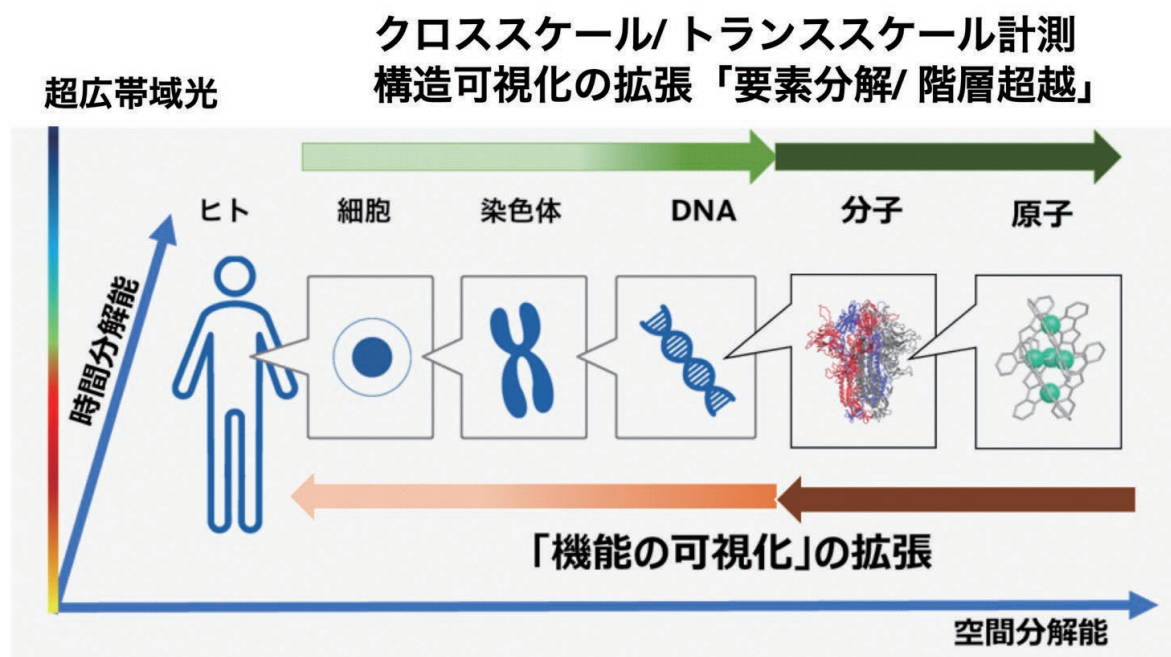 クロススケール/ トランススケール計測
構造可視化の拡張「要素分解/ 階層超越」
超広帯域光
ヒト
細胞
染色体
DNA
分子
原子
時間分解能
「機能の可視化」の拡張
空間分解能